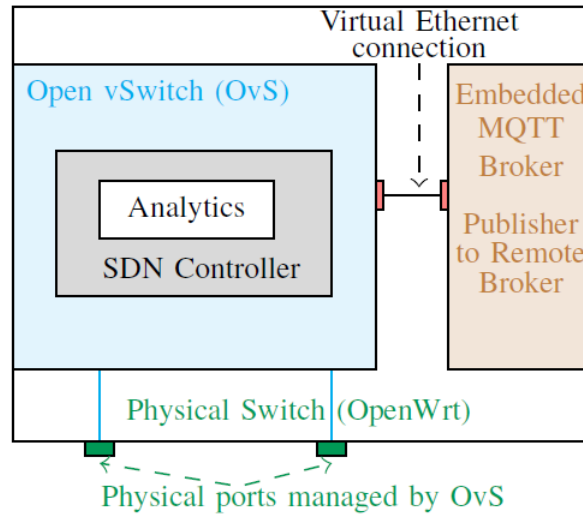 Virtual Ethernet
connection
Open vSwitch (OvS)
Analytics
SDN Controller
Embedded
MQTT
Broker
Publisher
to Remote
Broker
Physical Switch (OpenWrt)
Physical ports managed by OvS